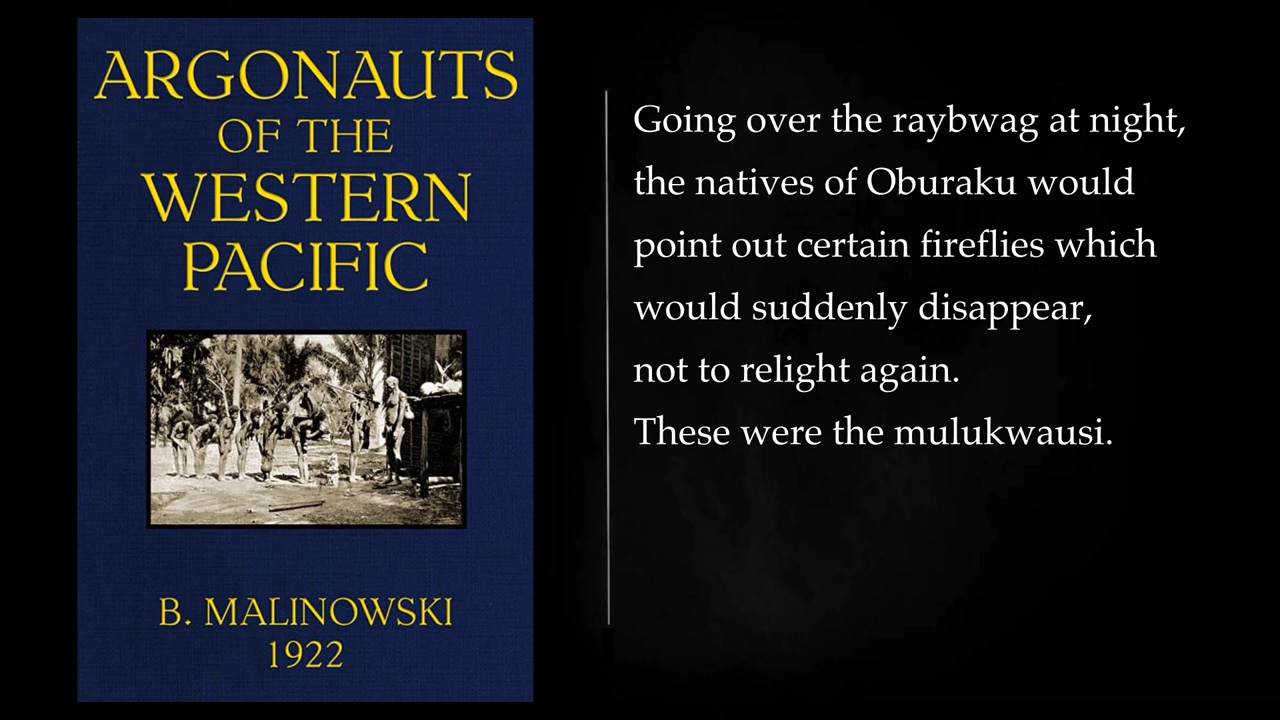 ARGONAUTS
OF THE
WESTERN
PACIFIC
B. MALINOWSKI
1922
Going over the raybwag at night,
the natives of Oburaku would
point out certain fireflies which
would suddenly disappear,
not to relight again.
These were the mulukwausi.